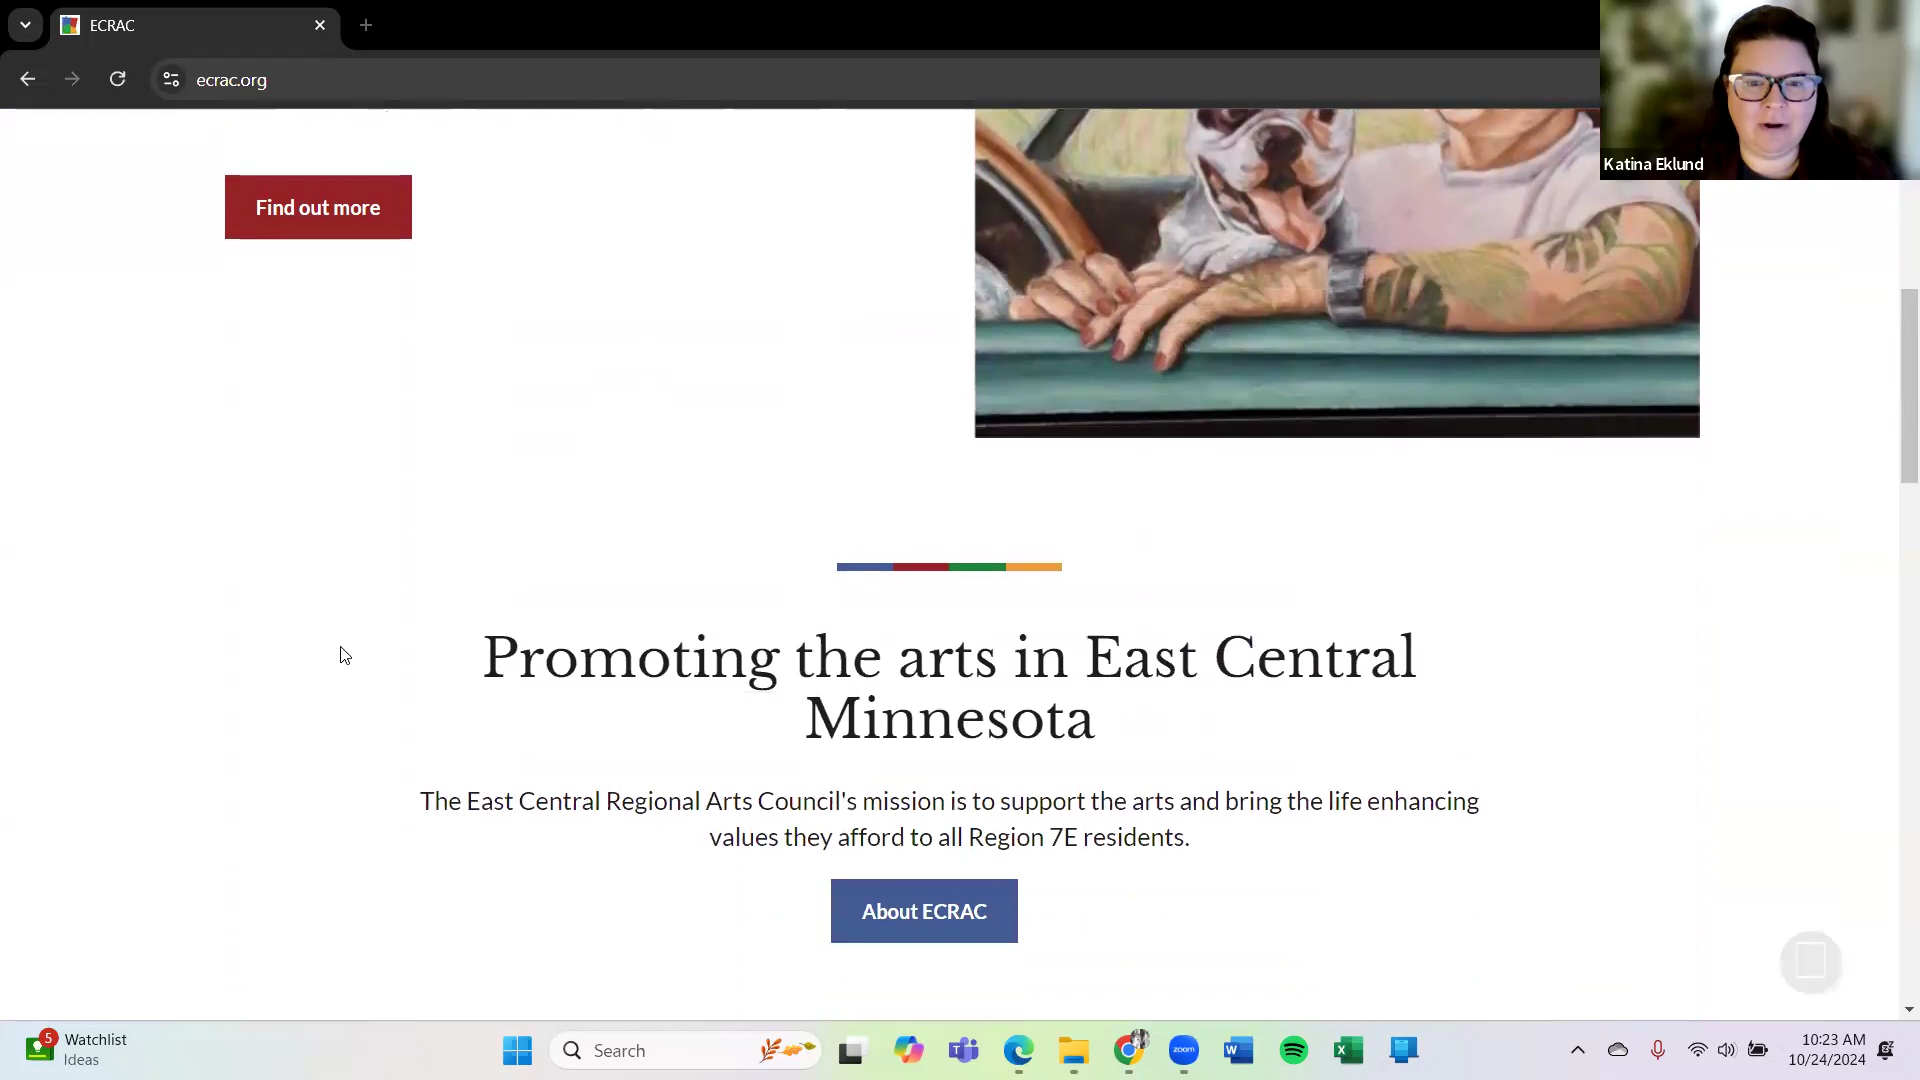 ECRAC
ecrac.org
Katina Eklund
Find out more
Promoting the arts in East Central
Minnesota
The East Central Regional Arts Council's mission is to support the arts and bring the life enhancing
values they afford to all Region 7E residents.
About ECRAC
5
Watchlist
Ideas
Search
zoom
10:23 AM
10/24/2024